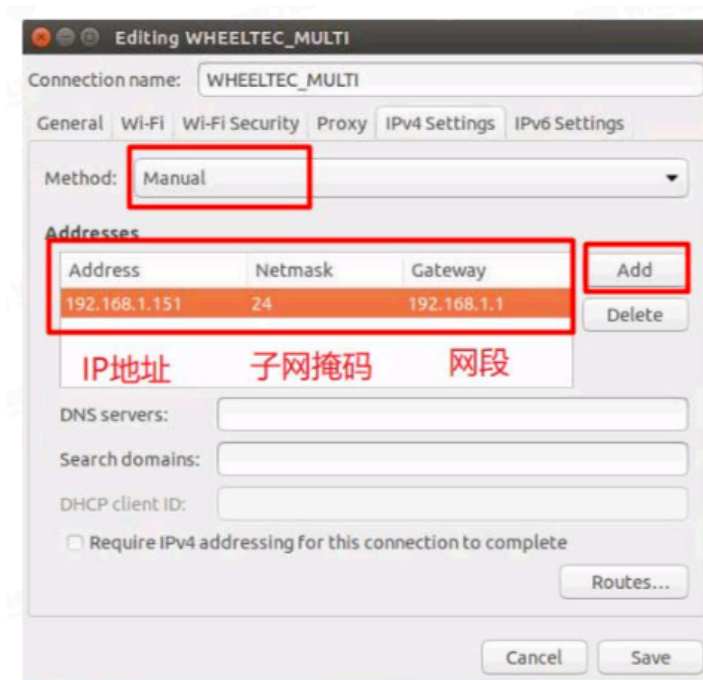 Editing WHEELTEC_MULTI
Connection name: WHEELTEC_MULTI
General Wi-Fi Wi-Fi Security Proxy IPv4 Settings IPv6 Settings
Method: Manual
Addresses
Address Netmask Gateway Add
192.168.1.151 24 192.168.1.1
Delete
IP地址 子网掩码 网段
DNS servers:
Search domains:
DHCP client ID:
Require IPv4 addressing for this connection to complete
Routes...
Cancel Save